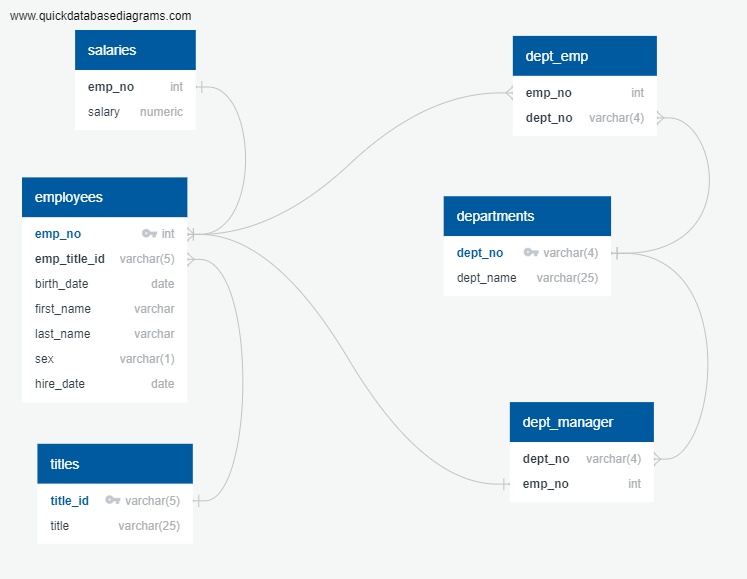 www.quickdatabasediagrams.com
salaries
emp_no int
salary numeric
employees
emp_no int
emp_title_id varchar(5)
birth_date date
first_name varchar
last_name varchar
sex varchar(1)
hire_date date
titles
title_id varchar(5)
title varchar(25)
dept_emp
emp_no int
dept_no varchar(4)
departments
dept_no varchar(4)
dept_name varchar(25)
dept_manager
dept_no varchar(4)
emp_no int